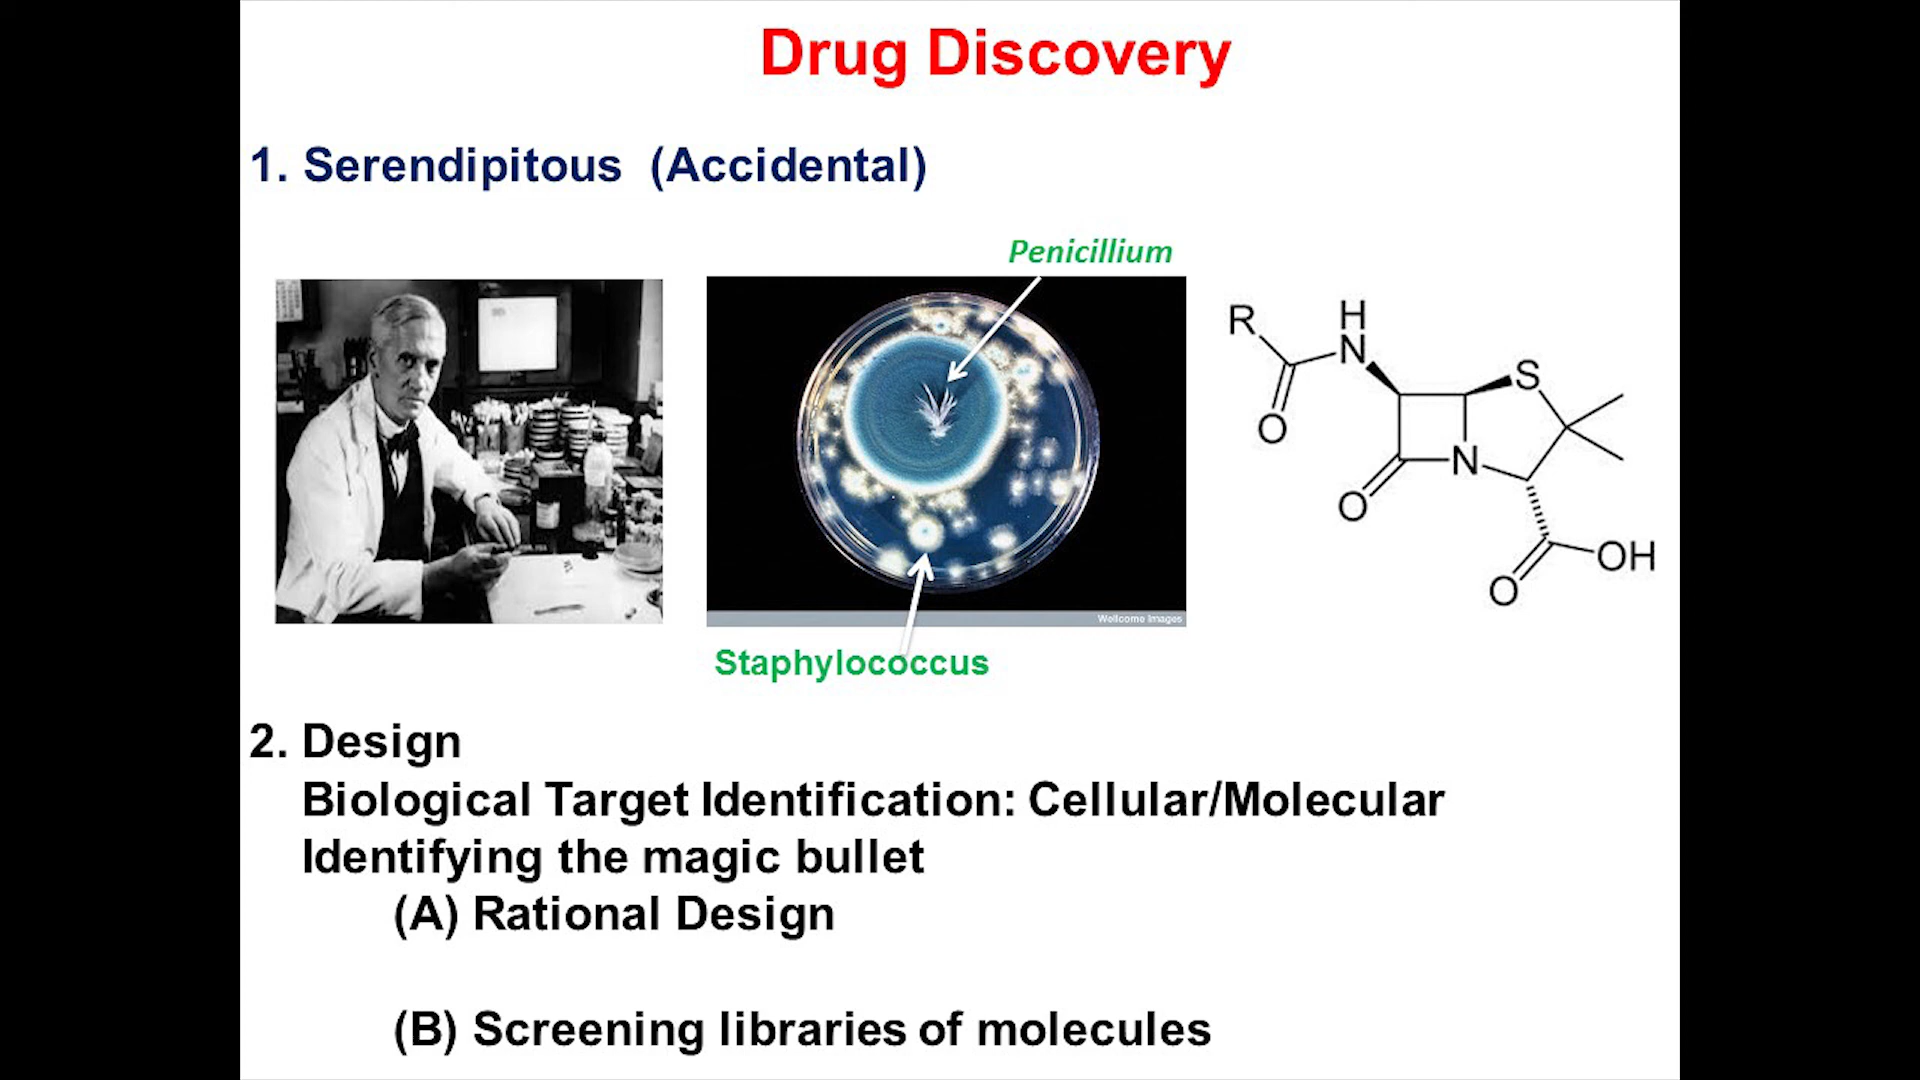 Drug Discovery
1. Serendipitous (Accidental)
Penicillium
R
H
N
S
O
N
O
OH
O
Wellcome Images
Staphylococcus
2. Design
Biological Target Identification: Cellular/Molecular
Identifying the magic bullet
(A) Rational Design
(B) Screening libraries of molecules